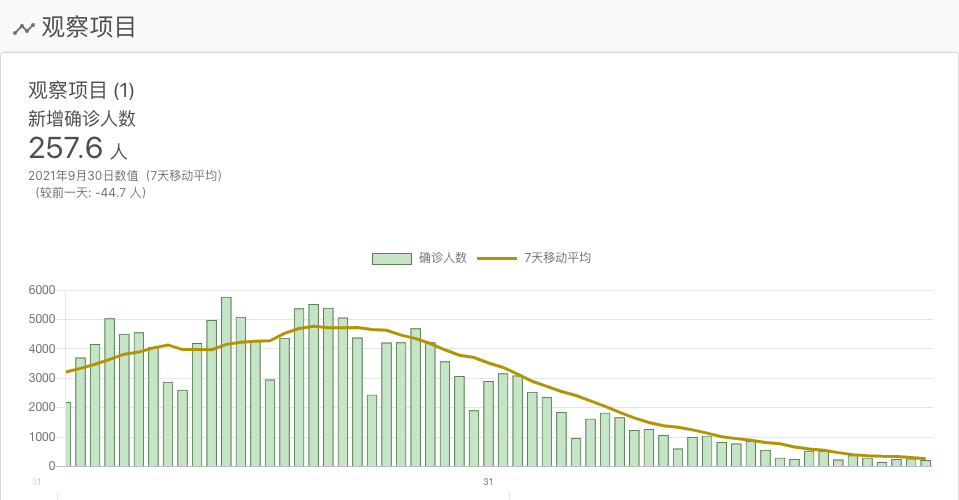 观察项目
观察项目 (1)
新增确诊人数
257.6 人
2021年9月30日数值（7天移动平均）
（较前一天: -44.7 人）
确诊人数 7天移动平均
6000
5000
4000
3000
2000
1000
0
31 31